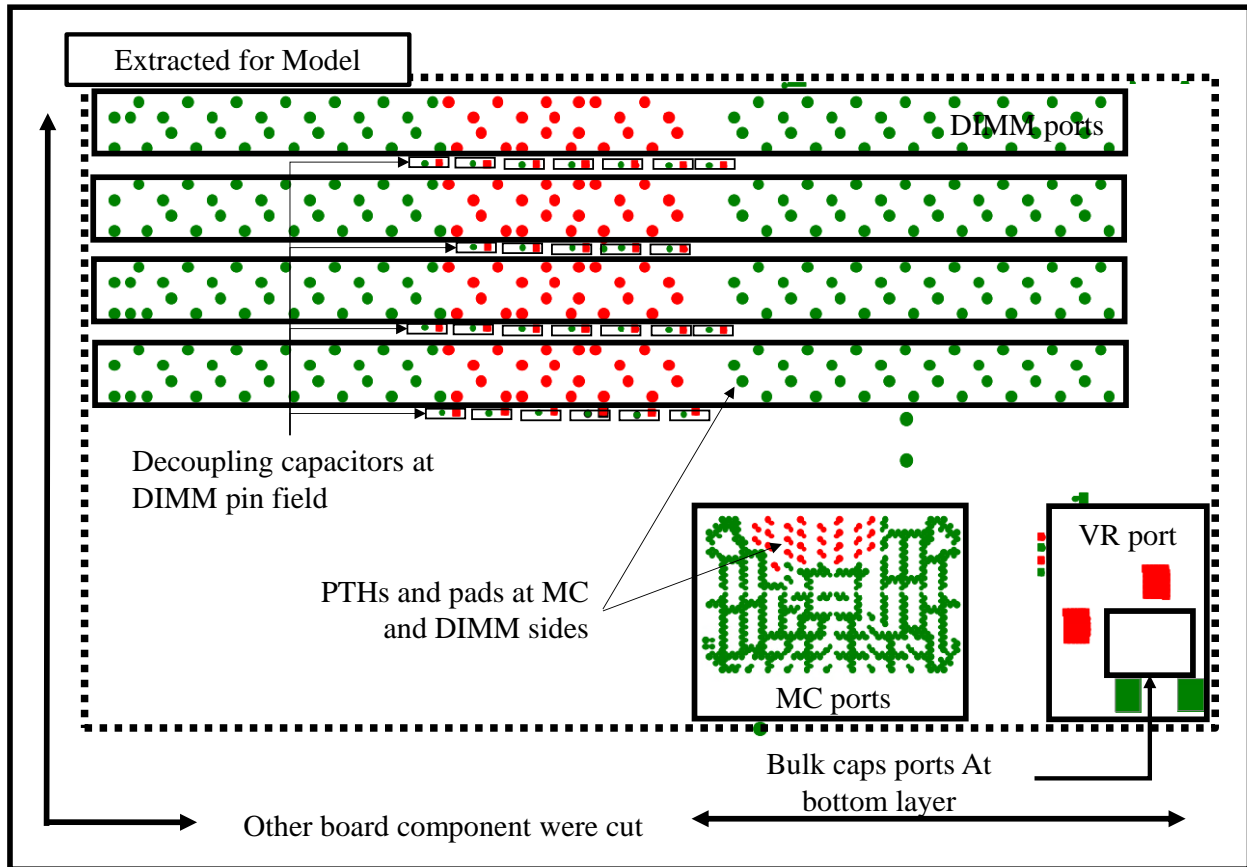 Extracted for Model
DIMM ports
Decoupling capacitors at
DIMM pin field
PTHs and pads at MC
and DIMM sides
VR port
MC ports
Bulk caps ports At
bottom layer
Other board component were cut